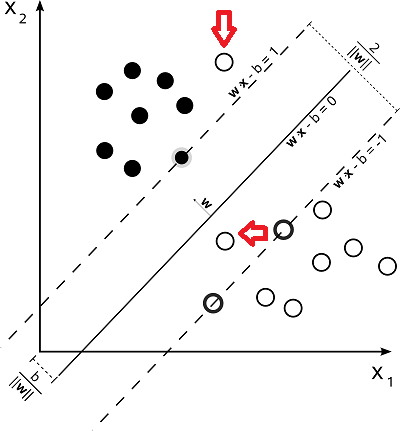 X2
w x - b = 1
2
||w||
w x - b = 0
w x - b = -1
w
b
||w||
X1